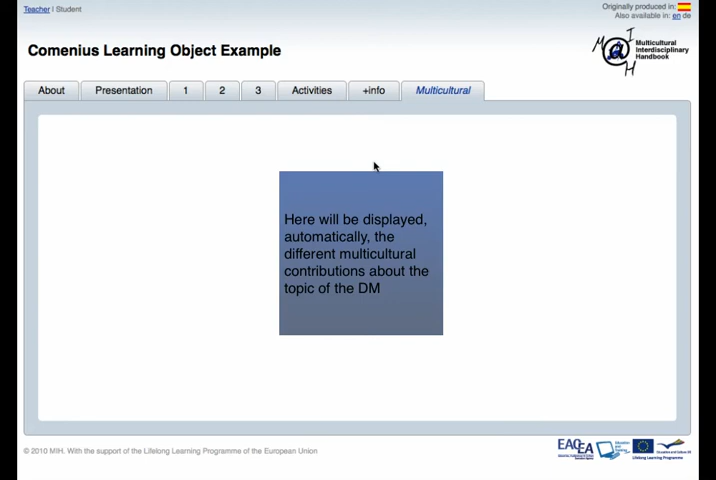 Teacher | Student
Originally produced in:
Also available in: en de
Comenius Learning Object Example
M I @ H
Multicultural
Interdisciplinary
Handbook
About Presentation 1 2 3 Activities +info Multicultural
Here will be displayed,
automatically, the
different multicultural
contributions about the
topic of the DM
© 2010 MIH. With the support of the Lifelong Learning Programme of the European Union
EACEA
Lifelong Learning Programme